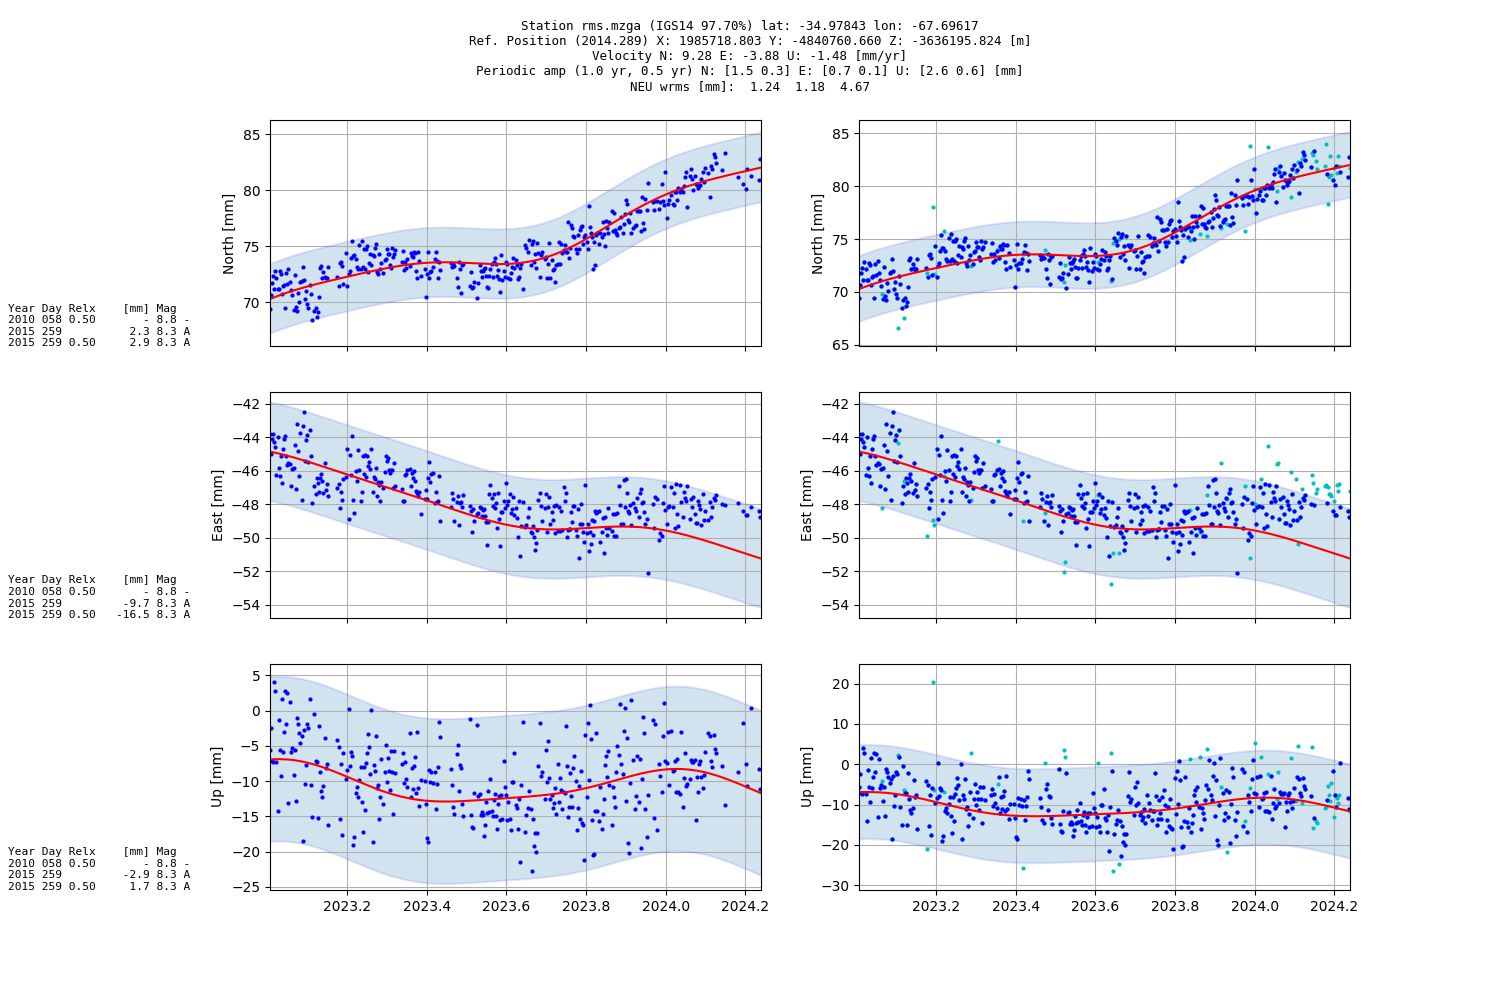 Station rms.mzga (IGS14 97.70%) lat: -34.97843 lon: -67.69617
Ref. Position (2014.289) X: 1985718.803 Y: -4840760.660 Z: -3636195.824 [m]
Velocity N: 9.28 E: -3.88 U: -1.48 [mm/yr]
Periodic amp (1.0 yr, 0.5 yr) N: [1.5 0.3] E: [0.7 0.1] U: [2.6 0.6] [mm]
NEU wrms [mm]: 1.24 1.18 4.67
85
80
75
70
North [mm]
85
80
75
70
65
North [mm]
Year Day Relx [mm] Mag
2010 058 0.50 - 8.8 -
2015 259 2.3 8.3 A
2015 259 0.50 2.9 8.3 A
−42
−44
−46
−48
−50
−52
−54
East [mm]
−42
−44
−46
−48
−50
−52
−54
East [mm]
Year Day Relx [mm] Mag
2010 058 0.50 - 8.8 -
2015 259 -9.7 8.3 A
2015 259 0.50 -16.5 8.3 A
5
0
−5
−10
−15
−20
−25
Up [mm]
20
10
0
−10
−20
−30
Up [mm]
Year Day Relx [mm] Mag
2010 058 0.50 - 8.8 -
2015 259 -2.9 8.3 A
2015 259 0.50 1.7 8.3 A
2023.2 2023.4 2023.6 2023.8 2024.0 2024.2
2023.2 2023.4 2023.6 2023.8 2024.0 2024.2